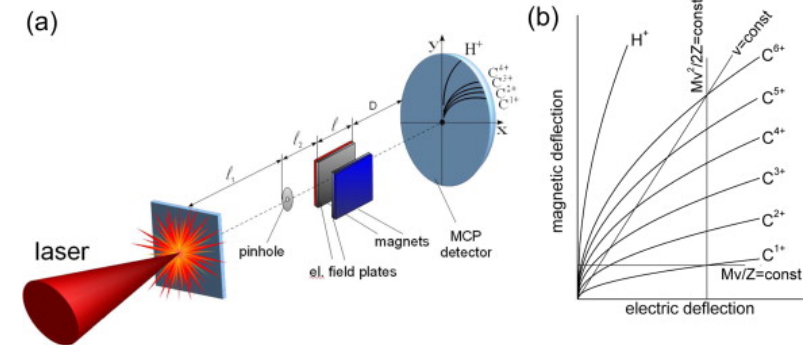 (a)
y
H+
C4+
C3+
C2+
C1+
x
D
ℓ
ℓ2
ℓ1
laser
pinhole
el. field plates
magnets
MCP
detector
(b)
magnetic deflection
electric deflection
H+
Mv²/2Z=const
v=const
C6+
C5+
C4+
C3+
C2+
C1+
Mv/Z=const